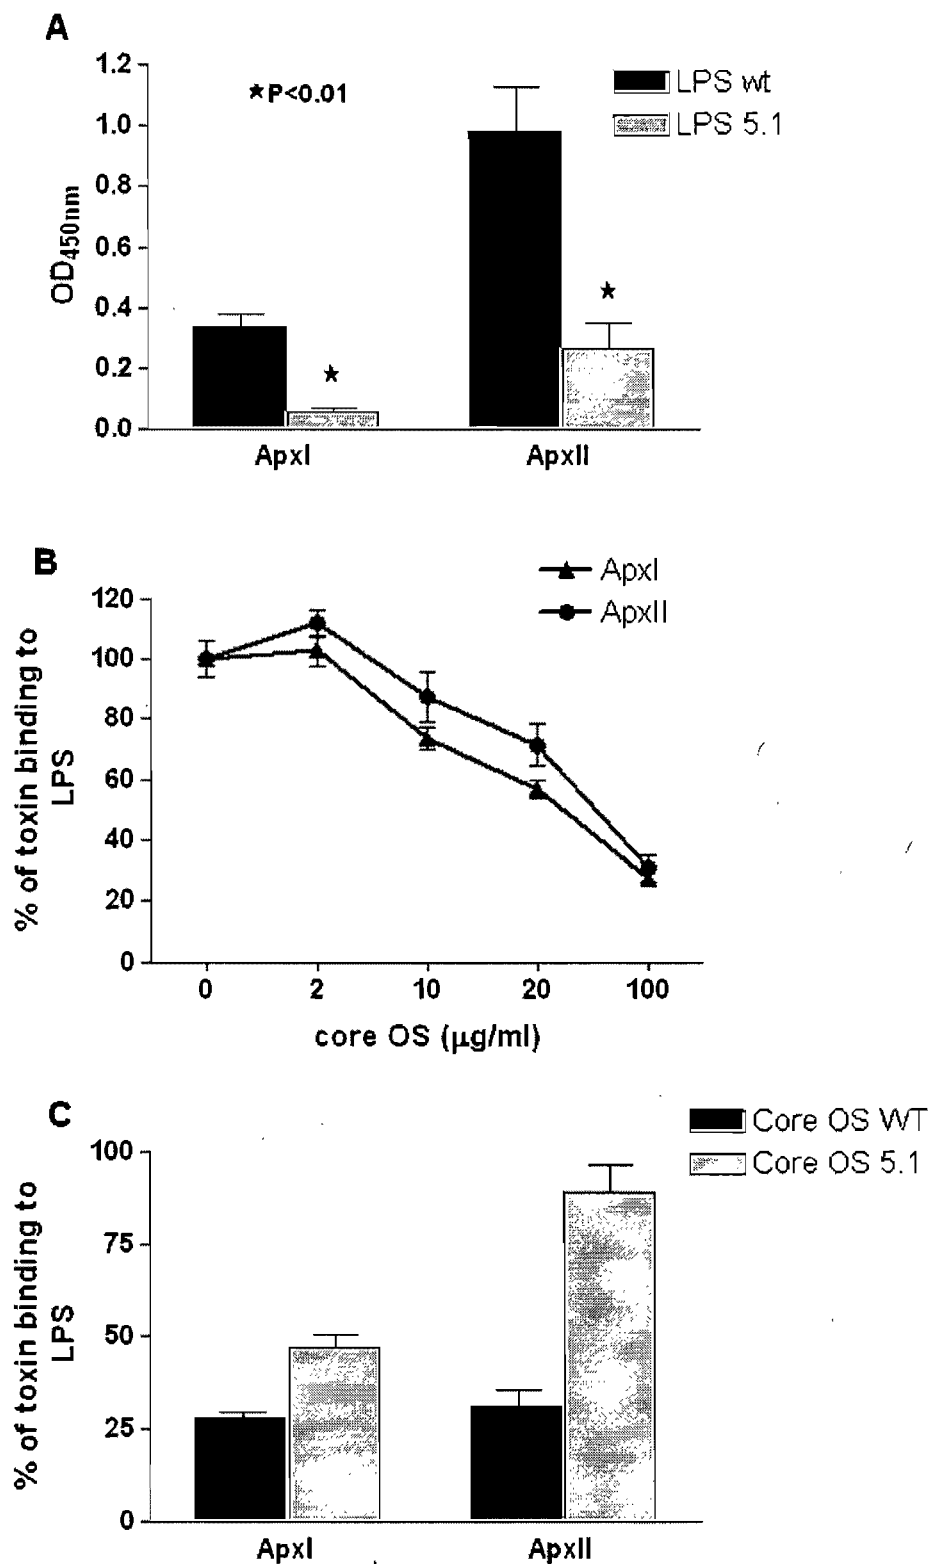 A
1.2
1.0
0.8
0.6
0.4
0.2
0.0
OD450nm
★P<0.01
LPS wt
LPS 5.1
★
★
ApxI
ApxII
B
ApxI
ApxII
120
100
80
60
40
20
0
% of toxin binding to
LPS
0 2 10 20 100
core OS (µg/ml)
C
Core OS WT
Core OS 5.1
100
75
50
25
0
% of toxin binding to
LPS
ApxI
ApxII